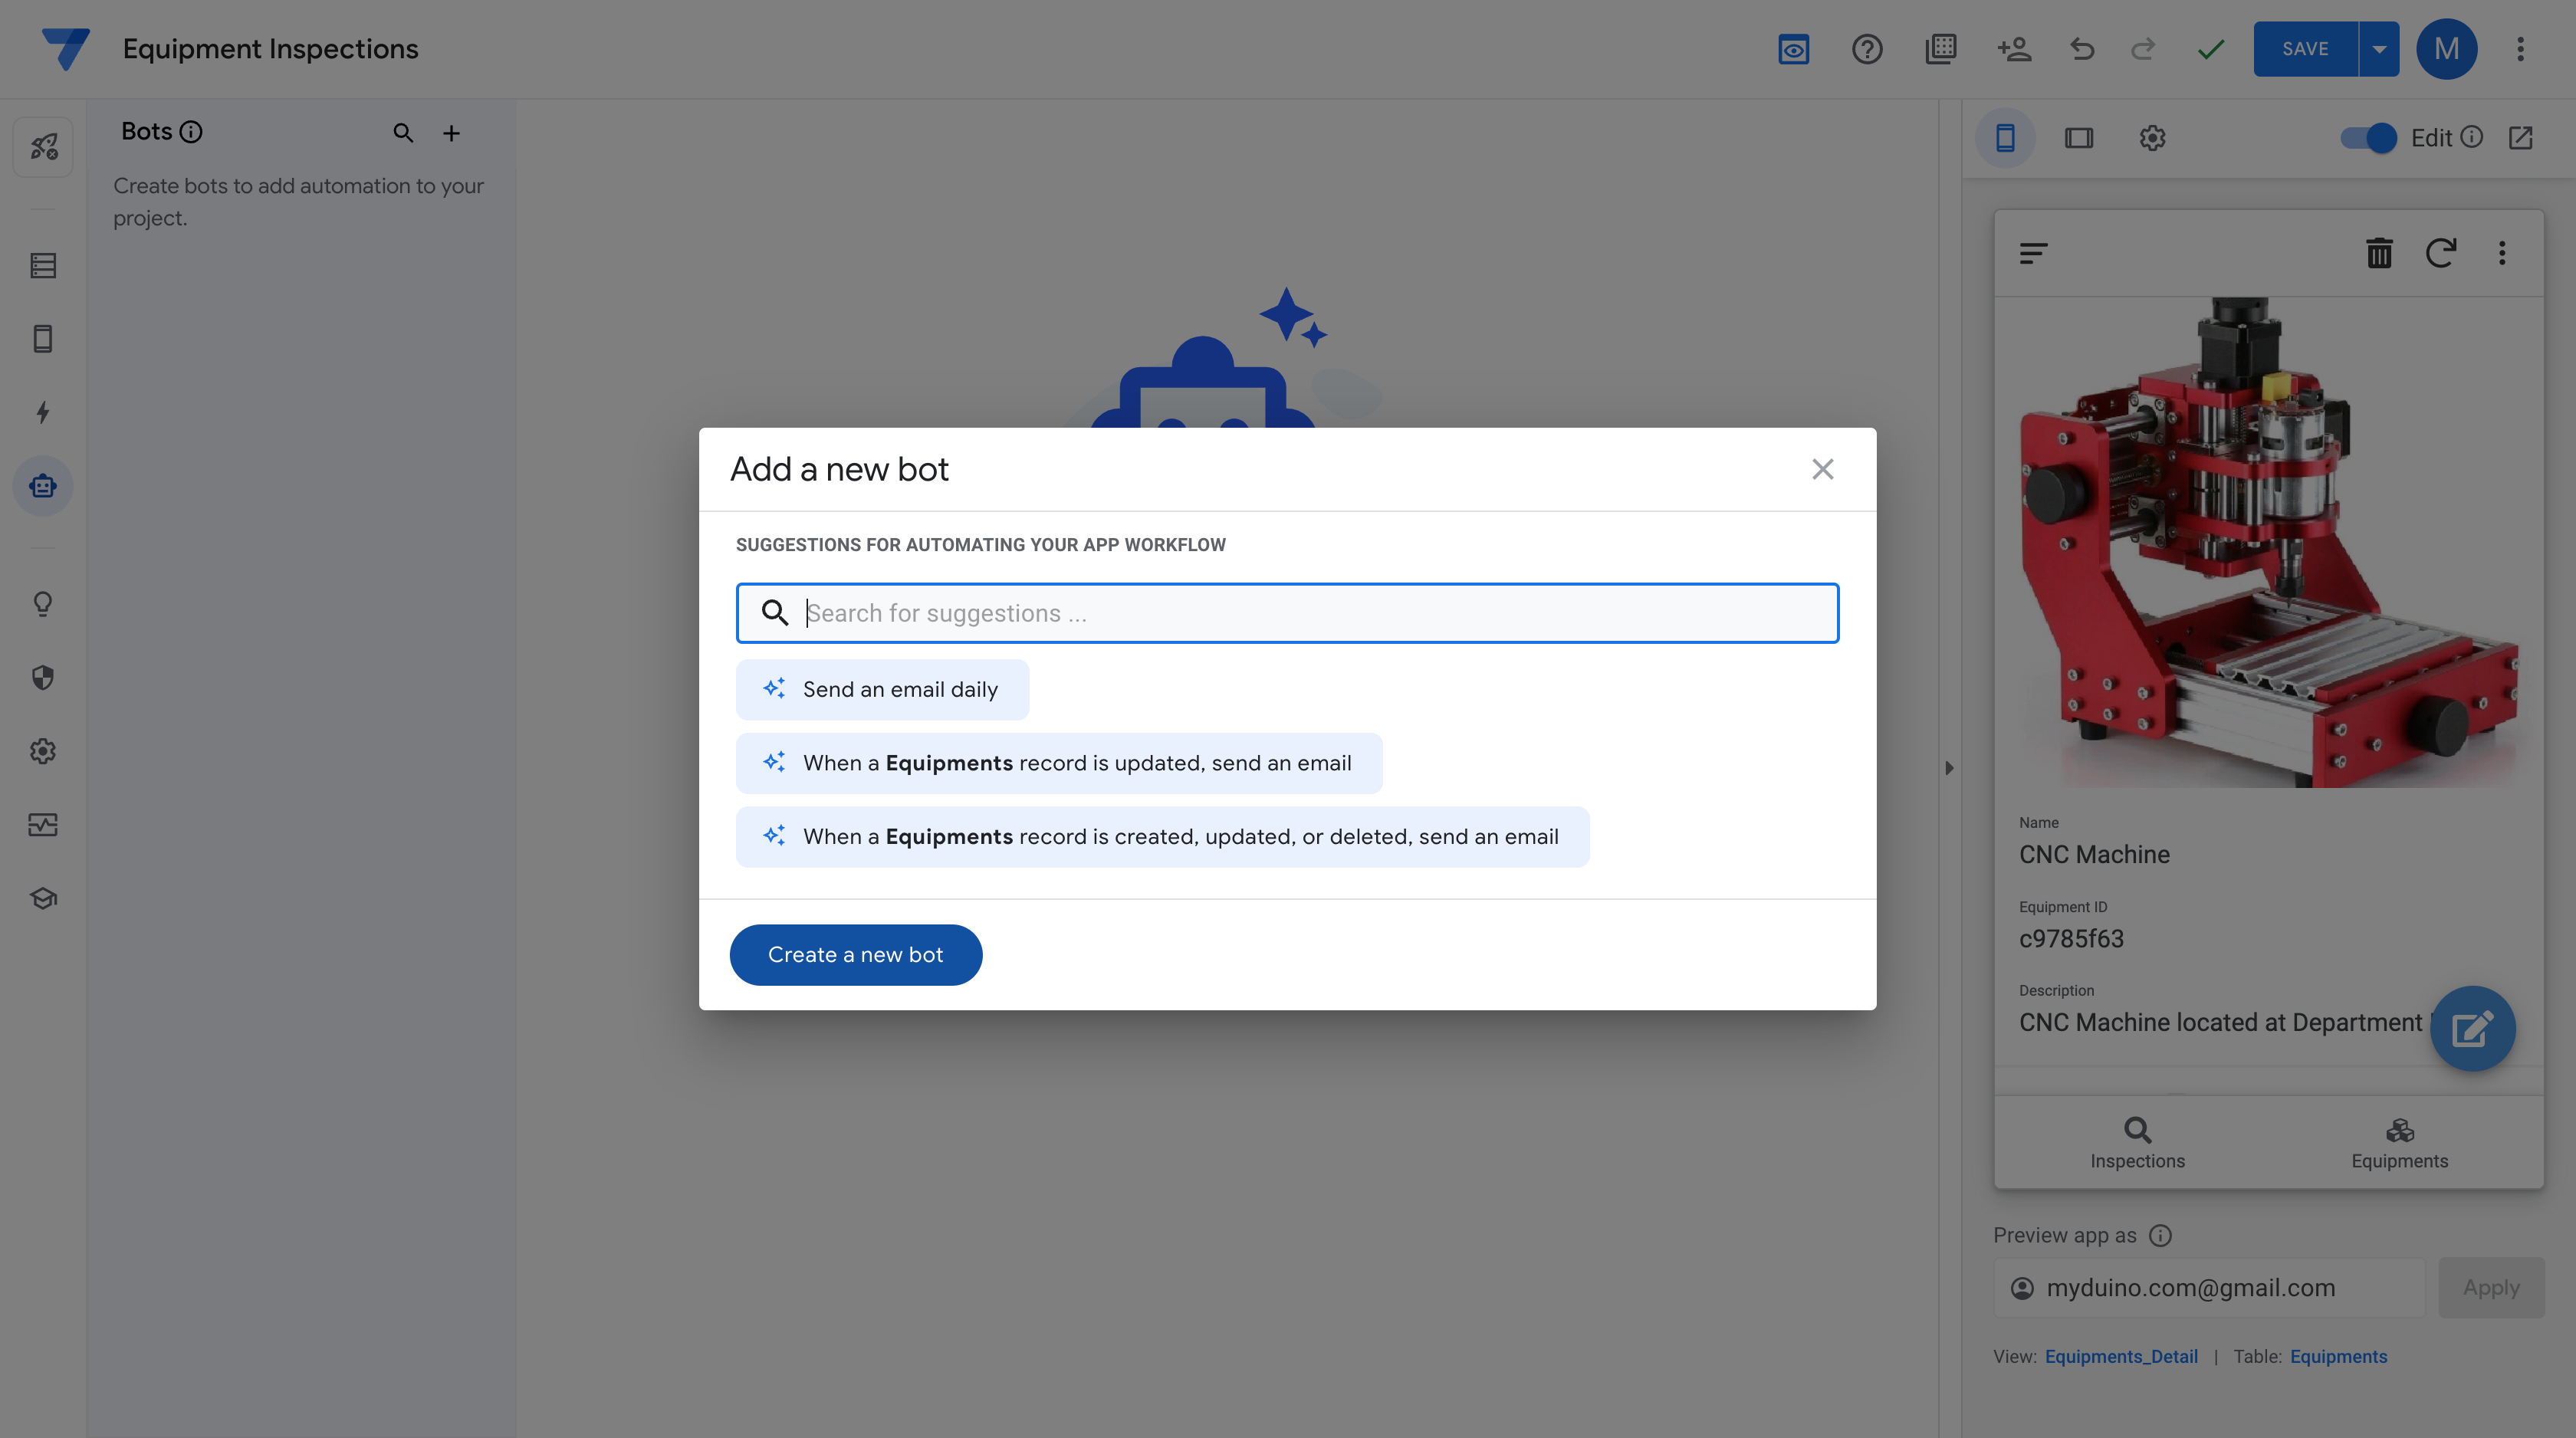 Equipment Inspections
SAVE
M
Bots
Create bots to add automation to your
project.
Edit
Add a new bot
SUGGESTIONS FOR AUTOMATING YOUR APP WORKFLOW
Search for suggestions ...
Send an email daily
When a Equipments record is updated, send an email
When a Equipments record is created, updated, or deleted, send an email
Create a new bot
Name
CNC Machine
Equipment ID
c9785f63
Description
CNC Machine located at Department
Inspections
Equipments
Preview app as
myduino.com@gmail.com
Apply
View: Equipments_Detail | Table: Equipments